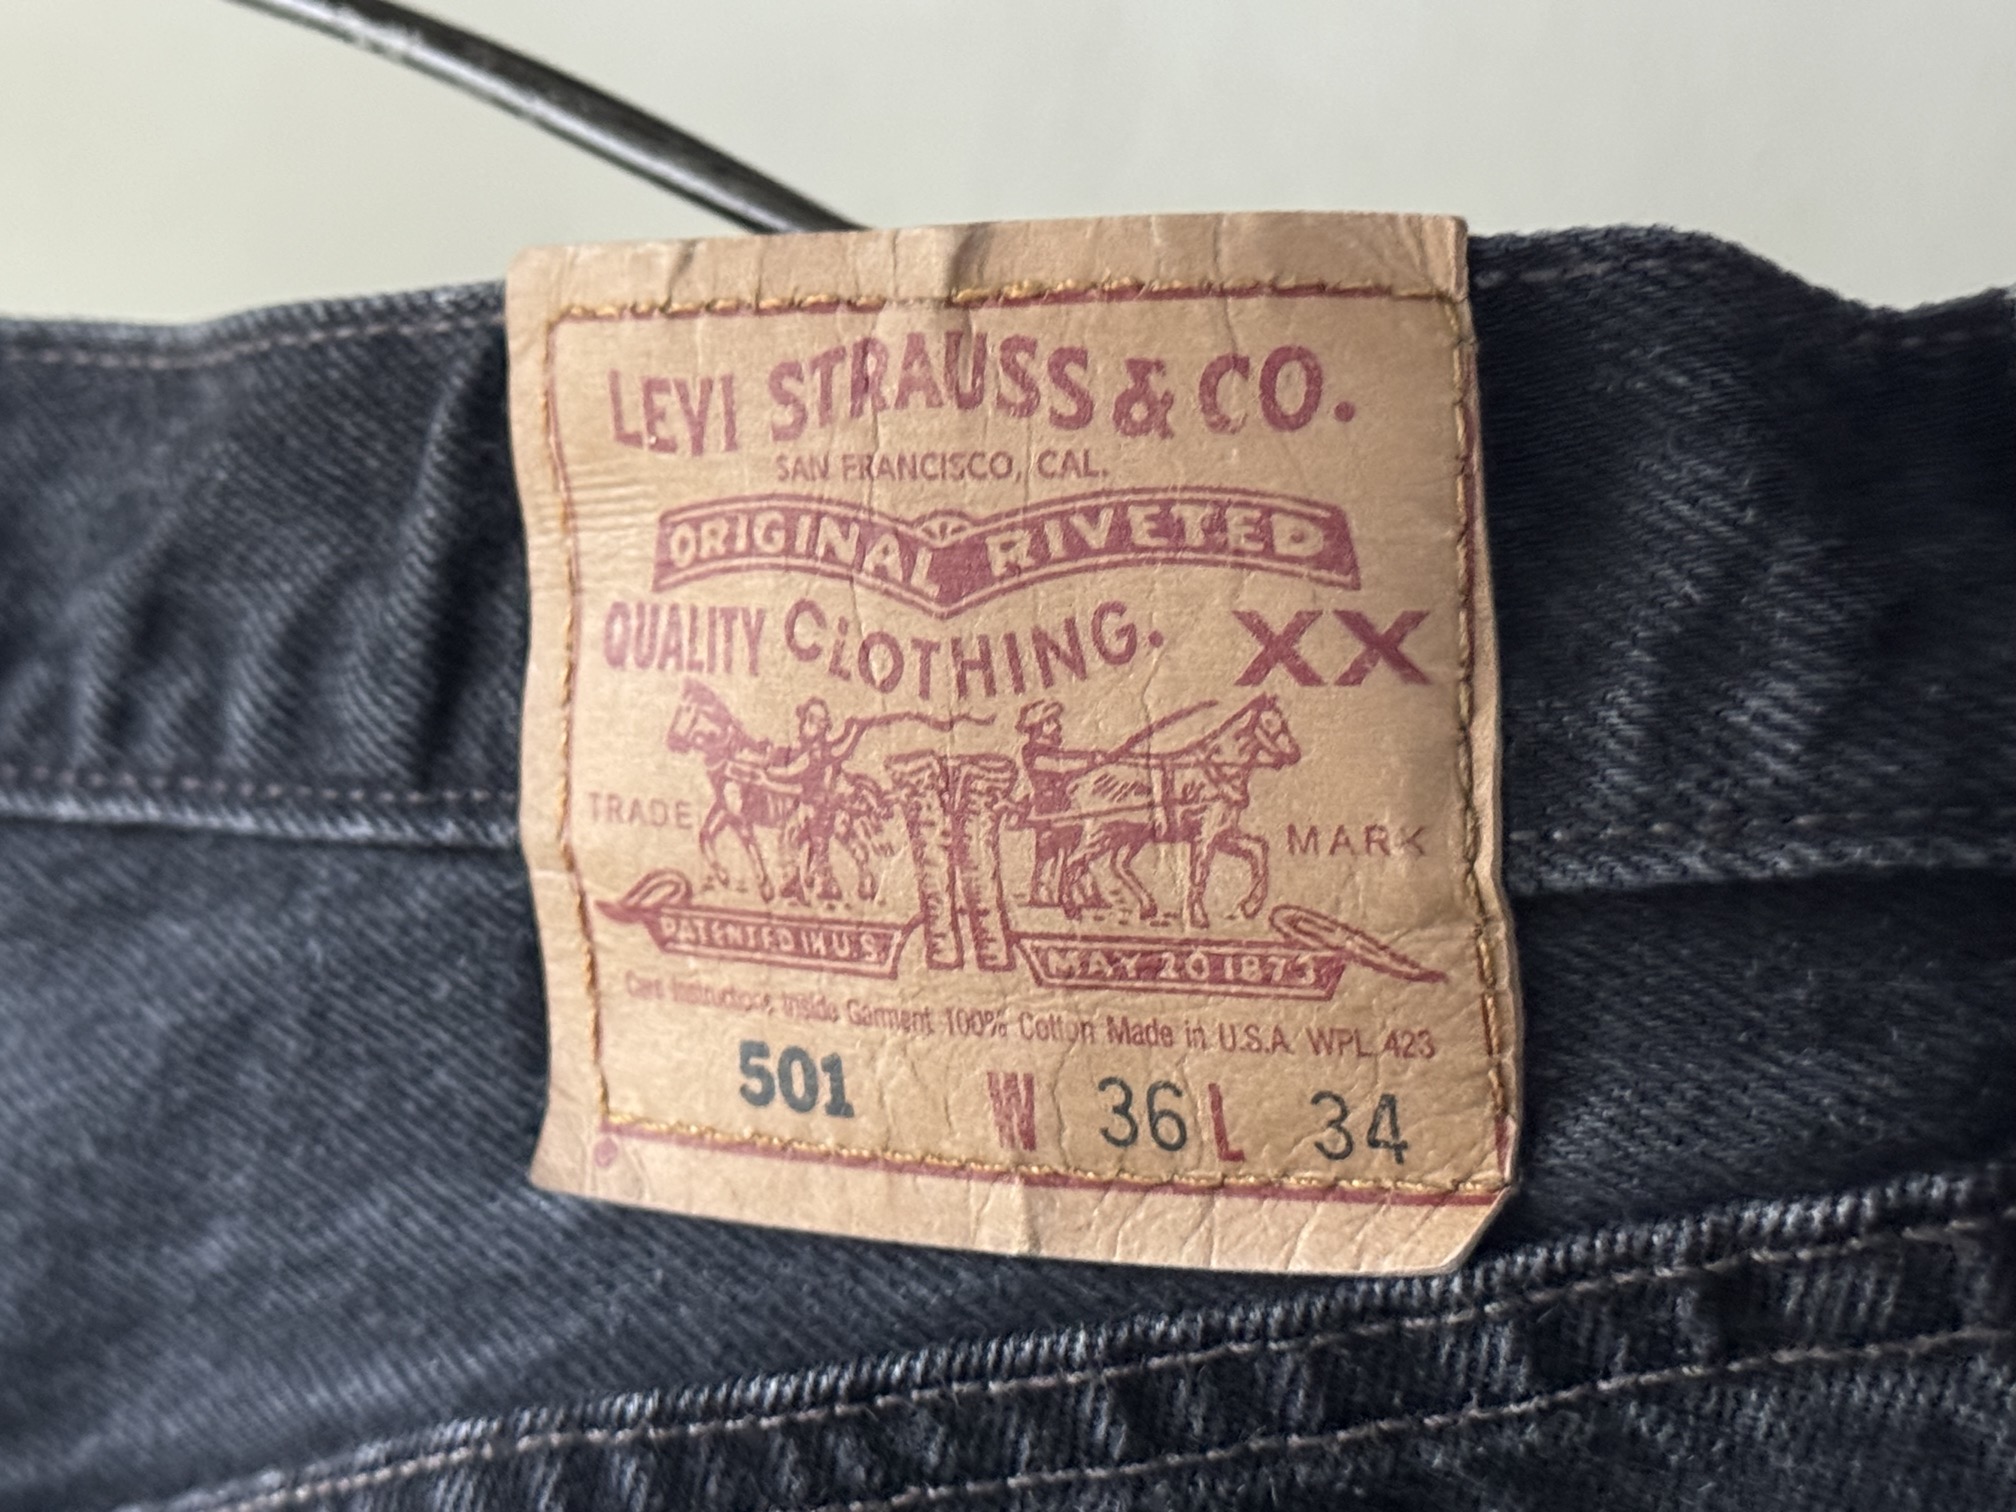 LEVI STRAUSS & CO.
SAN FRANCISCO, CAL.
ORIGINAL RIVETED
QUALITY CLOTHING. XX
TRADE MARK
PATENTED IN U.S. MAY 20 1873
Care Instructions Inside Garment 100% Cotton Made in U.S.A. WPL 423
501 W 36 L 34